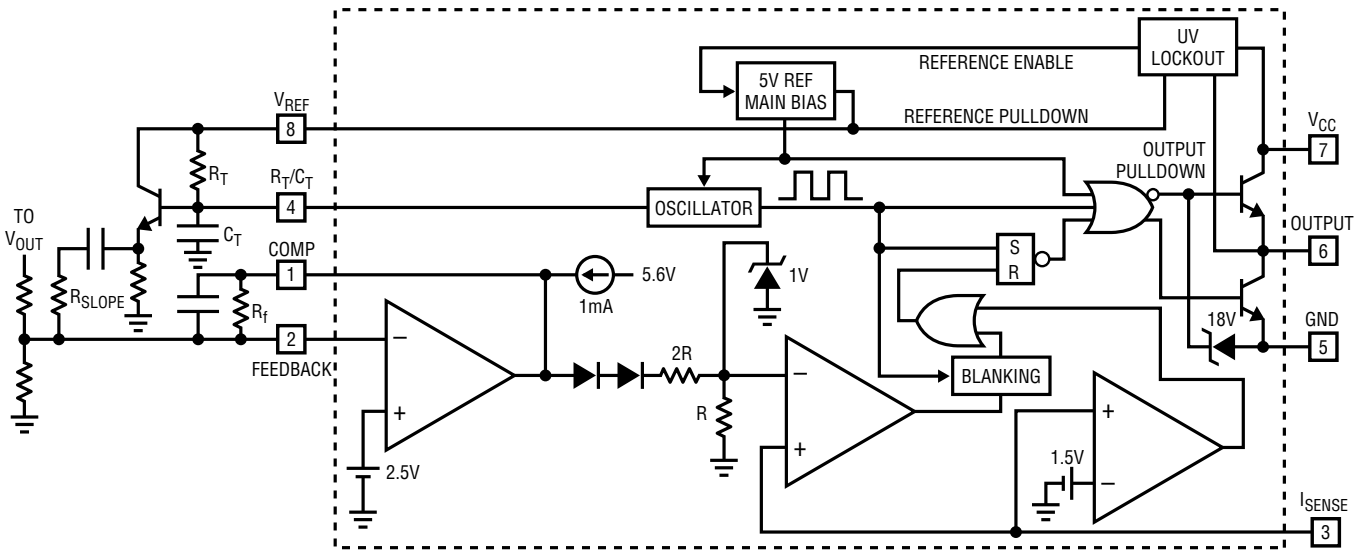 UV
LOCKOUT
REFERENCE ENABLE
5V REF
MAIN BIAS
V_REF
8
REFERENCE PULLDOWN
V_CC
7
OUTPUT
PULLDOWN
R_T
R_T/C_T
4
OSCILLATOR
TO
V_OUT
C_T
COMP
1
OUTPUT
6
S
R
1V
5.6V
1mA
R_SLOPE
R_f
18V
GND
5
2
FEEDBACK
−
2R
−
BLANKING
R
+
+
+
2.5V
1.5V
−
I_SENSE
3